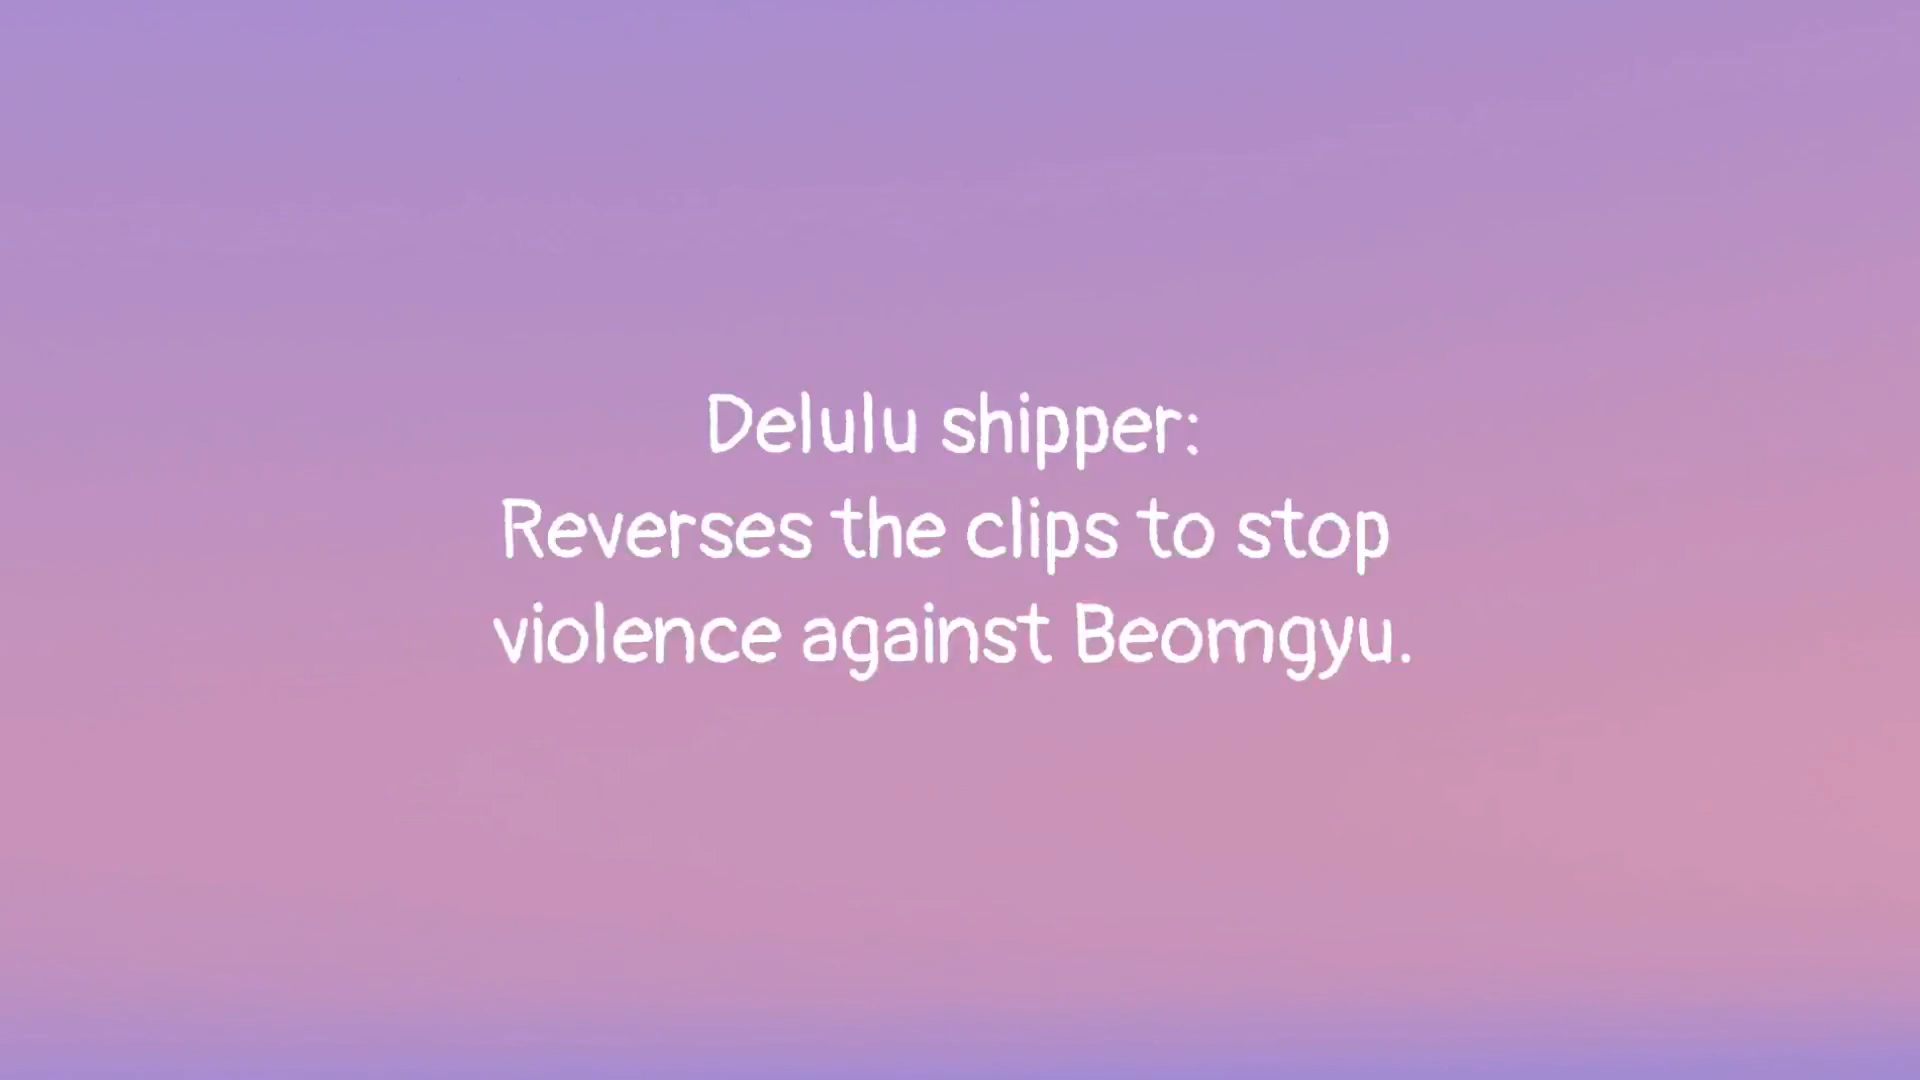 Delulu shipper:
Reverses the clips to stop
violence against Beomgyu.